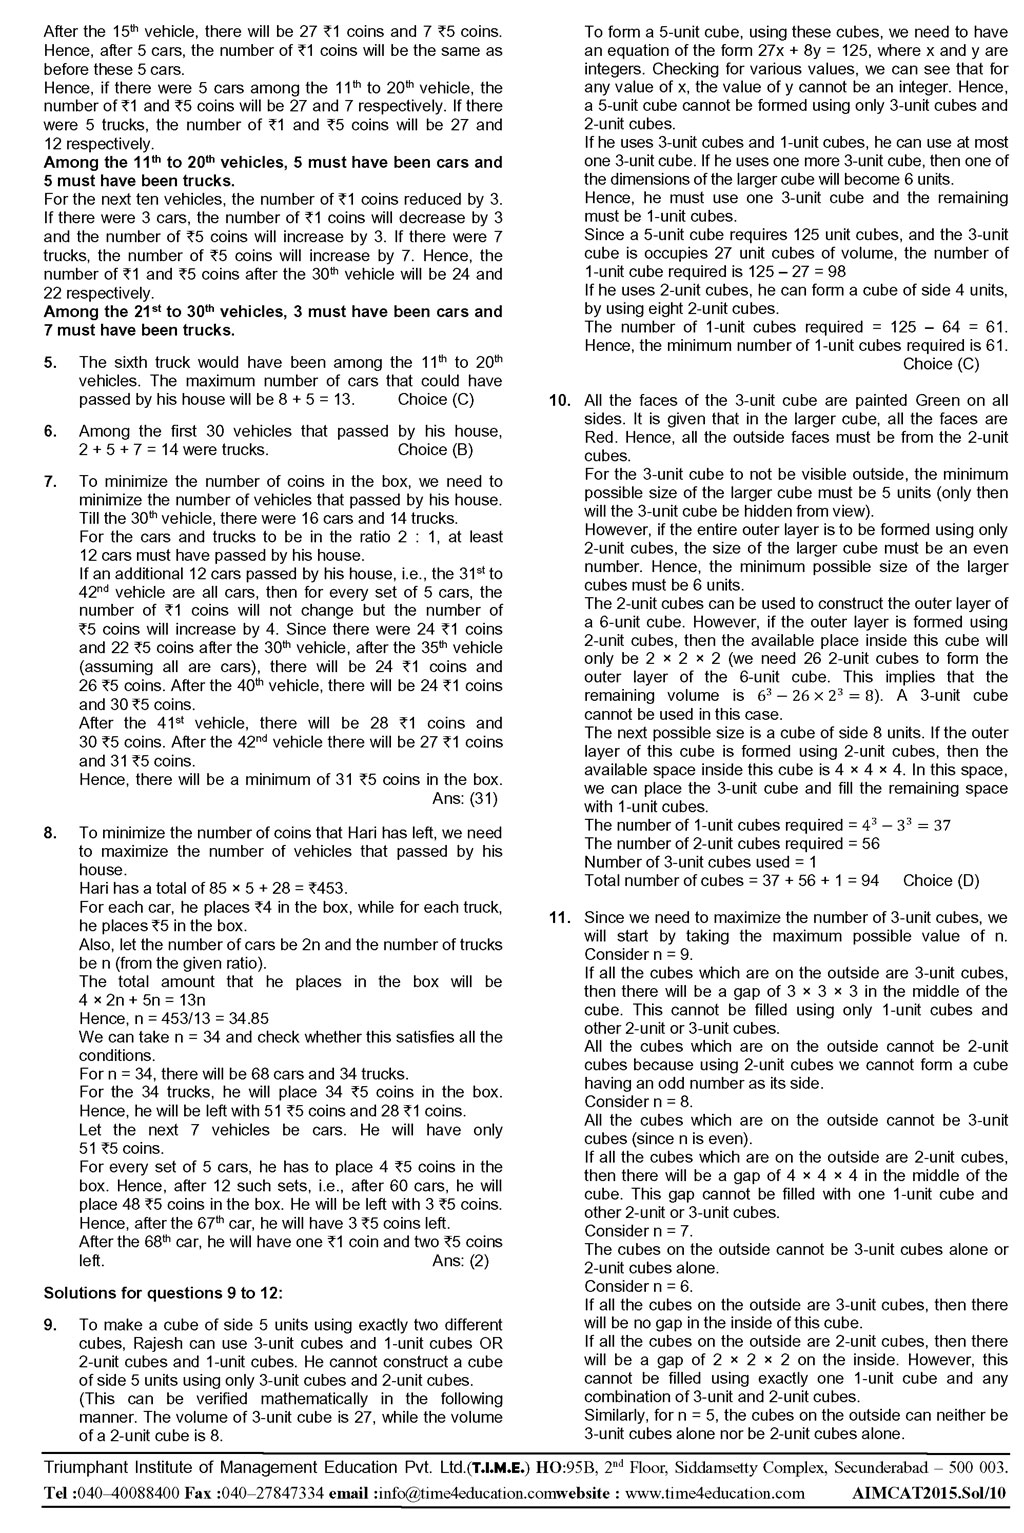 After the 15th vehicle, there will be 27 ₹1 coins and 7 ₹5 coins.
Hence, after 5 cars, the number of ₹1 coins will be the same as
before these 5 cars.
Hence, if there were 5 cars among the 11th to 20th vehicle, the
number of ₹1 and ₹5 coins will be 27 and 7 respectively. If there
were 5 trucks, the number of ₹1 and ₹5 coins will be 27 and
12 respectively.
Among the 11th to 20th vehicles, 5 must have been cars and
5 must have been trucks.
For the next ten vehicles, the number of ₹1 coins reduced by 3.
If there were 3 cars, the number of ₹1 coins will decrease by 3
and the number of ₹5 coins will increase by 3. If there were 7
trucks, the number of ₹5 coins will increase by 7. Hence, the
number of ₹1 and ₹5 coins after the 30th vehicle will be 24 and
22 respectively.
Among the 21st to 30th vehicles, 3 must have been cars and
7 must have been trucks.
5. The sixth truck would have been among the 11th to 20th
vehicles. The maximum number of cars that could have
passed by his house will be 8 + 5 = 13. Choice (C)
6. Among the first 30 vehicles that passed by his house,
2 + 5 + 7 = 14 were trucks. Choice (B)
7. To minimize the number of coins in the box, we need to
minimize the number of vehicles that passed by his house.
Till the 30th vehicle, there were 16 cars and 14 trucks.
For the cars and trucks to be in the ratio 2 : 1, at least
12 cars must have passed by his house.
If an additional 12 cars passed by his house, i.e., the 31st to
42nd vehicle are all cars, then for every set of 5 cars, the
number of ₹1 coins will not change but the number of
₹5 coins will increase by 4. Since there were 24 ₹1 coins
and 22 ₹5 coins after the 30th vehicle, after the 35th vehicle
(assuming all are cars), there will be 24 ₹1 coins and
26 ₹5 coins. After the 40th vehicle, there will be 24 ₹1 coins
and 30 ₹5 coins.
After the 41st vehicle, there will be 28 ₹1 coins and
30 ₹5 coins. After the 42nd vehicle there will be 27 ₹1 coins
and 31 ₹5 coins.
Hence, there will be a minimum of 31 ₹5 coins in the box.
Ans: (31)
8. To minimize the number of coins that Hari has left, we need
to maximize the number of vehicles that passed by his
house.
Hari has a total of 85 × 5 + 28 = ₹453.
For each car, he places ₹4 in the box, while for each truck,
he places ₹5 in the box.
Also, let the number of cars be 2n and the number of trucks
be n (from the given ratio).
The total amount that he places in the box will be
4 × 2n + 5n = 13n
Hence, n = 453/13 = 34.85
We can take n = 34 and check whether this satisfies all the
conditions.
For n = 34, there will be 68 cars and 34 trucks.
For the 34 trucks, he will place 34 ₹5 coins in the box.
Hence, he will be left with 51 ₹5 coins and 28 ₹1 coins.
Let the next 7 vehicles be cars. He will have only
51 ₹5 coins.
For every set of 5 cars, he has to place 4 ₹5 coins in the
box. Hence, after 12 such sets, i.e., after 60 cars, he will
place 48 ₹5 coins in the box. He will be left with 3 ₹5 coins.
Hence, after the 67th car, he will have 3 ₹5 coins left.
After the 68th car, he will have one ₹1 coin and two ₹5 coins
left. Ans: (2)
Solutions for questions 9 to 12:
9. To make a cube of side 5 units using exactly two different
cubes, Rajesh can use 3-unit cubes and 1-unit cubes OR
2-unit cubes and 1-unit cubes. He cannot construct a cube
of side 5 units using only 3-unit cubes and 2-unit cubes.
(This can be verified mathematically in the following
manner. The volume of 3-unit cube is 27, while the volume
of a 2-unit cube is 8.
To form a 5-unit cube, using these cubes, we need to have
an equation of the form 27x + 8y = 125, where x and y are
integers. Checking for various values, we can see that for
any value of x, the value of y cannot be an integer. Hence,
a 5-unit cube cannot be formed using only 3-unit cubes and
2-unit cubes.
If he uses 3-unit cubes and 1-unit cubes, he can use at most
one 3-unit cube. If he uses one more 3-unit cube, then one of
the dimensions of the larger cube will become 6 units.
Hence, he must use one 3-unit cube and the remaining
must be 1-unit cubes.
Since a 5-unit cube requires 125 unit cubes, and the 3-unit
cube is occupies 27 unit cubes of volume, the number of
1-unit cube required is 125 – 27 = 98
If he uses 2-unit cubes, he can form a cube of side 4 units,
by using eight 2-unit cubes.
The number of 1-unit cubes required = 125 – 64 = 61.
Hence, the minimum number of 1-unit cubes required is 61.
Choice (C)
10. All the faces of the 3-unit cube are painted Green on all
sides. It is given that in the larger cube, all the faces are
Red. Hence, all the outside faces must be from the 2-unit
cubes.
For the 3-unit cube to not be visible outside, the minimum
possible size of the larger cube must be 5 units (only then
will the 3-unit cube be hidden from view).
However, if the entire outer layer is to be formed using only
2-unit cubes, the size of the larger cube must be an even
number. Hence, the minimum possible size of the larger
cubes must be 6 units.
The 2-unit cubes can be used to construct the outer layer of
a 6-unit cube. However, if the outer layer is formed using
2-unit cubes, then the available place inside this cube will
only be 2 × 2 × 2 (we need 26 2-unit cubes to form the
outer layer of the 6-unit cube. This implies that the
remaining volume is 6³ − 26 × 2³ = 8). A 3-unit cube
cannot be used in this case.
The next possible size is a cube of side 8 units. If the outer
layer of this cube is formed using 2-unit cubes, then the
available space inside this cube is 4 × 4 × 4. In this space,
we can place the 3-unit cube and fill the remaining space
with 1-unit cubes.
The number of 1-unit cubes required = 4³ − 3³ = 37
The number of 2-unit cubes required = 56
Number of 3-unit cubes used = 1
Total number of cubes = 37 + 56 + 1 = 94 Choice (D)
11. Since we need to maximize the number of 3-unit cubes, we
will start by taking the maximum possible value of n.
Consider n = 9.
If all the cubes which are on the outside are 3-unit cubes,
then there will be a gap of 3 × 3 × 3 in the middle of the
cube. This cannot be filled using only 1-unit cubes and
other 2-unit or 3-unit cubes.
All the cubes which are on the outside cannot be 2-unit
cubes because using 2-unit cubes we cannot form a cube
having an odd number as its side.
Consider n = 8.
All the cubes which are on the outside cannot be 3-unit
cubes (since n is even).
If all the cubes which are on the outside are 2-unit cubes,
then there will be a gap of 4 × 4 × 4 in the middle of the
cube. This gap cannot be filled with one 1-unit cube and
other 2-unit or 3-unit cubes.
Consider n = 7.
The cubes on the outside cannot be 3-unit cubes alone or
2-unit cubes alone.
Consider n = 6.
If all the cubes on the outside are 3-unit cubes, then there
will be no gap in the inside of this cube.
If all the cubes on the outside are 2-unit cubes, then there
will be a gap of 2 × 2 × 2 on the inside. However, this
cannot be filled using exactly one 1-unit cube and any
combination of 3-unit and 2-unit cubes.
Similarly, for n = 5, the cubes on the outside can neither be
3-unit cubes alone nor be 2-unit cubes alone.
Triumphant Institute of Management Education Pvt. Ltd.(T.I.M.E.) HO:95B, 2nd Floor, Siddamsetty Complex, Secunderabad – 500 003.
Tel :040–40088400 Fax :040–27847334 email :info@time4education.comwebsite : www.time4education.com AIMCAT2015.Sol/10